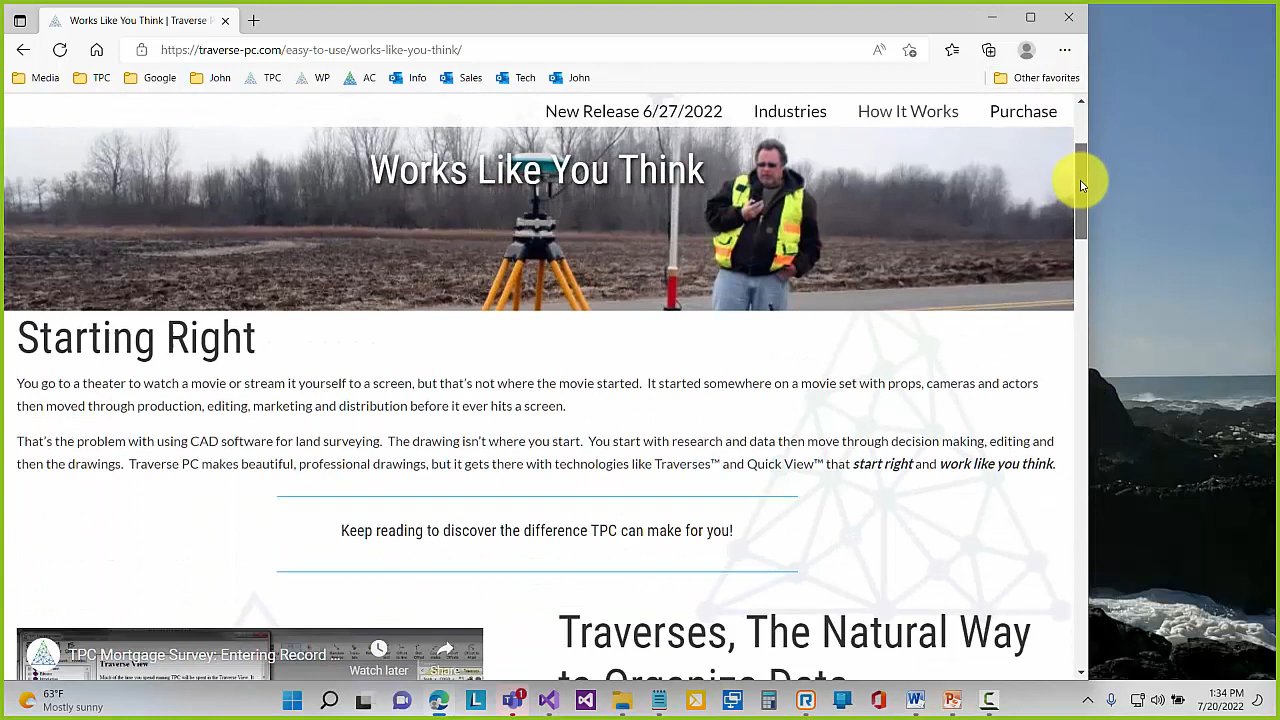 Works Like You Think | Traverse P
https://traverse-pc.com/easy-to-use/works-like-you-think/
Media TPC Google John TPC WP AC Info Sales Tech John Other favorites
New Release 6/27/2022 Industries How It Works Purchase
Works Like You Think
Starting Right
You go to a theater to watch a movie or stream it yourself to a screen, but that's not where the movie started. It started somewhere on a movie set with props, cameras and actors
then moved through production, editing, marketing and distribution before it ever hits a screen.
That's the problem with using CAD software for land surveying. The drawing isn't where you start. You start with research and data then move through decision making, editing and
then the drawings. Traverse PC makes beautiful, professional drawings, but it gets there with technologies like Traverses™ and Quick View™ that start right and work like you think.
Keep reading to discover the difference TPC can make for you!
Traverses, The Natural Way
to Organize Data
TPC Mortgage Survey: Entering Record ...
Traverse View
Watch later
Share
63°F
Mostly sunny
1:34 PM
7/20/2022